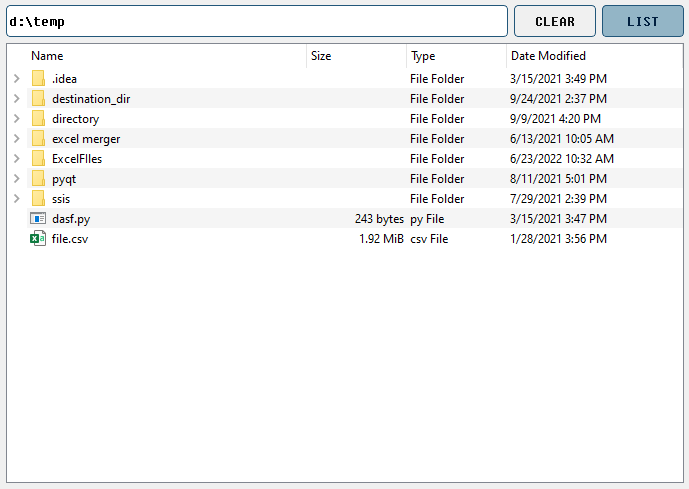 d:\temp CLEAR LIST
Name Size Type Date Modified
.idea File Folder 3/15/2021 3:49 PM
destination_dir File Folder 9/24/2021 2:37 PM
directory File Folder 9/9/2021 4:20 PM
excel merger File Folder 6/13/2021 10:05 AM
ExcelFIles File Folder 6/23/2022 10:32 AM
pyqt File Folder 8/11/2021 5:01 PM
ssis File Folder 7/29/2021 2:39 PM
dasf.py 243 bytes py File 3/15/2021 3:47 PM
file.csv 1.92 MiB csv File 1/28/2021 3:56 PM